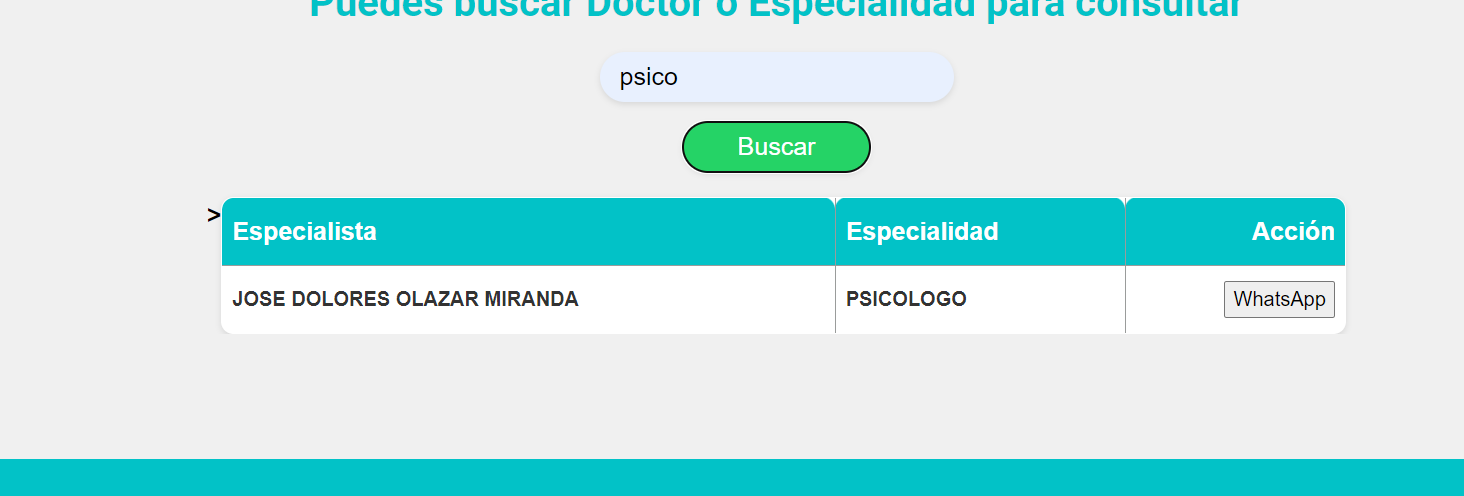 Puedes buscar Doctor o Especialidad para consultar
psico
Buscar
>
Especialista Especialidad Acción
JOSE DOLORES OLAZAR MIRANDA PSICOLOGO WhatsApp